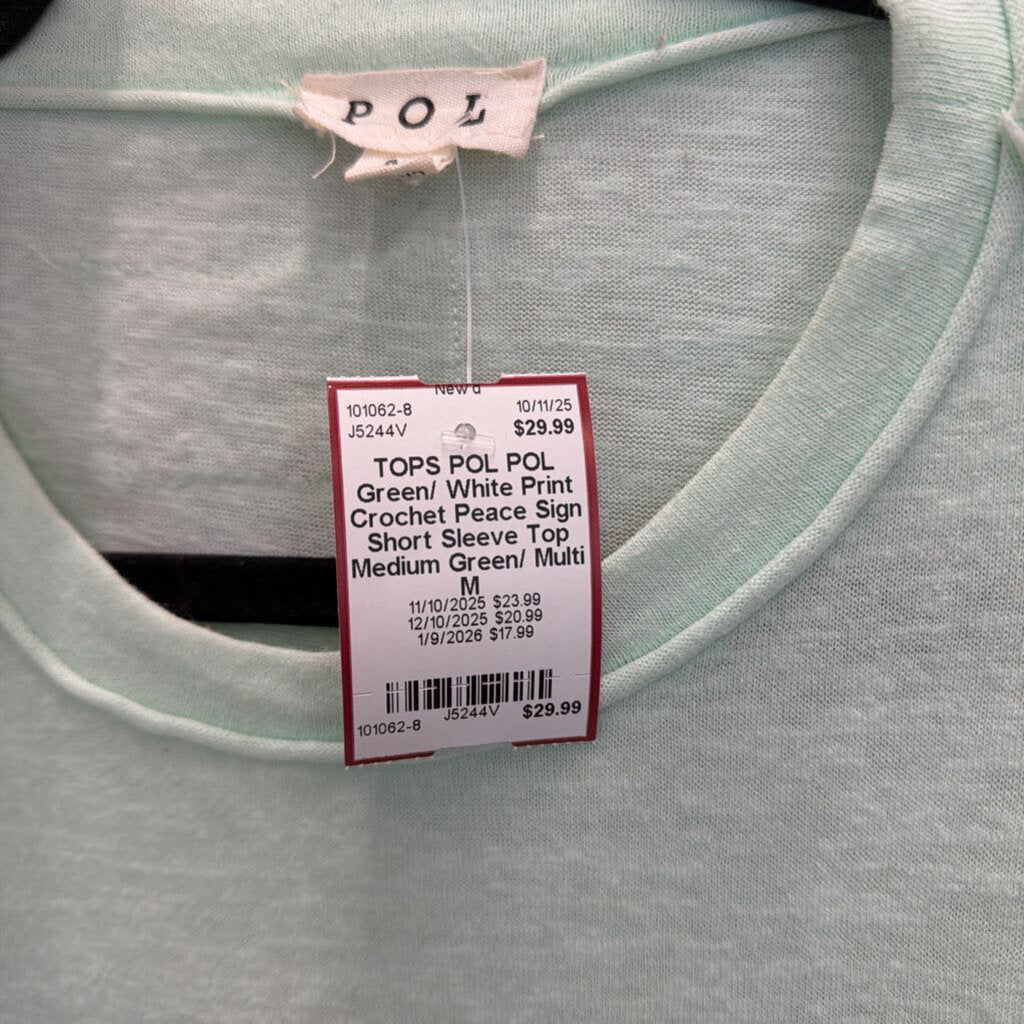 POL
101062-8 10/11/25
J5244V $29.99
TOPS POL POL
Green/ White Print
Crochet Peace Sign
Short Sleeve Top
Medium Green/ Multi
M
11/10/2025 $23.99
12/10/2025 $20.99
1/9/2026 $17.99
101062-8 J5244V $29.99